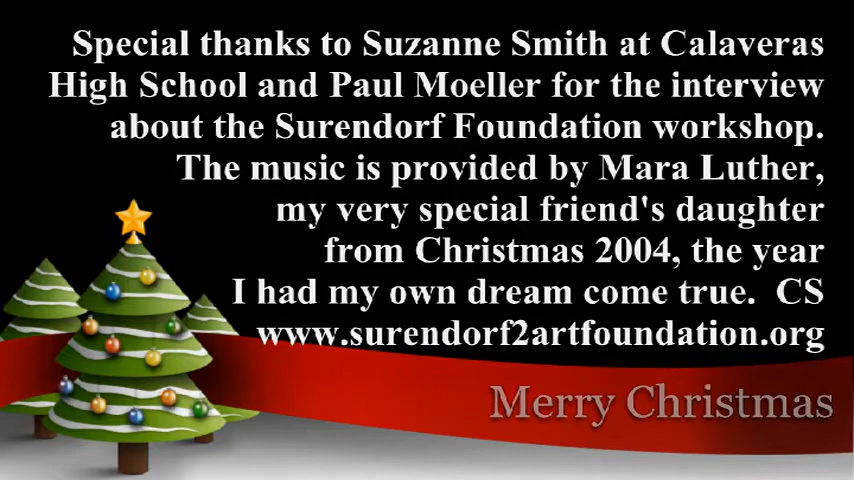 Special thanks to Suzanne Smith at Calaveras
High School and Paul Moeller for the interview
about the Surendorf Foundation workshop.
The music is provided by Mara Luther,
my very special friend's daughter
from Christmas 2004, the year
I had my own dream come true.  CS
www.surendorf2artfoundation.org
Merry Christmas